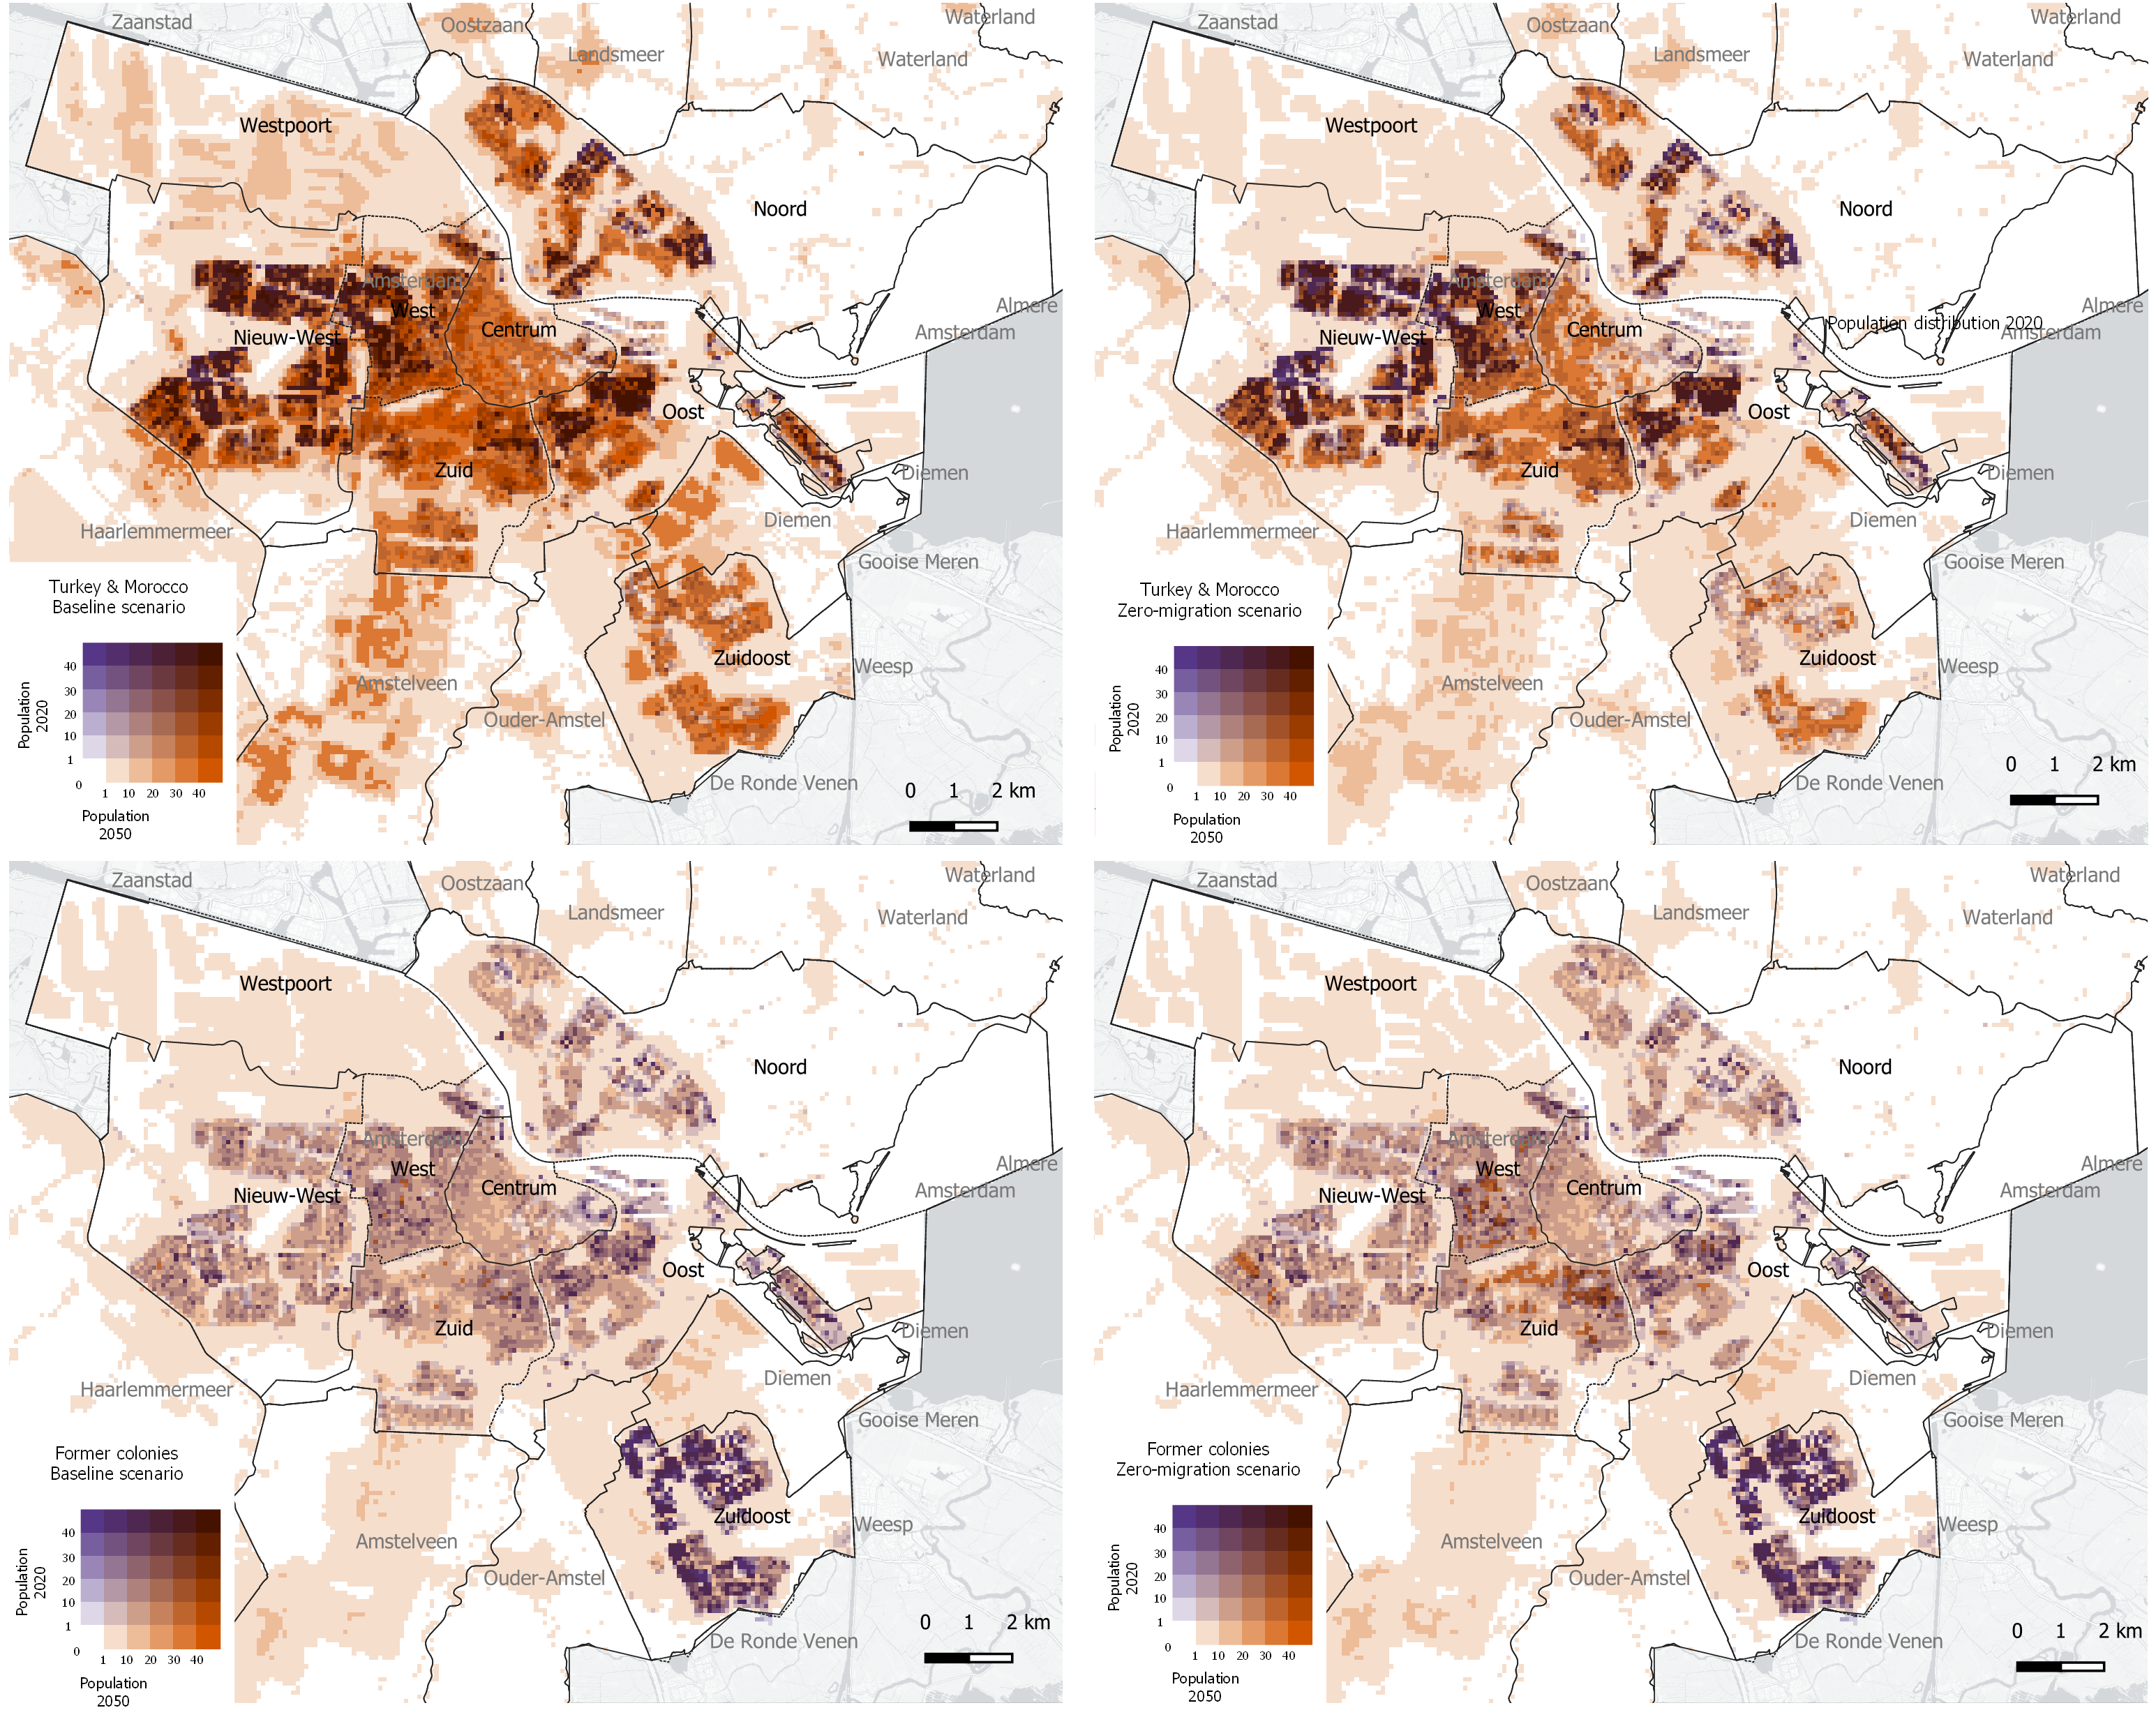 Zaanstad
Oostzaan
Waterland
Landsmeer
Waterland
Westpoort
Noord
Amsterdam
West
Nieuw-West
Centrum
Almere
Amsterdam
Oost
Zuid
Diemen
Diemen
Haarlemmermeer
Gooise Meren
Turkey & Morocco
Baseline scenario
Zuidoost
Weesp
Amstelveen
Ouder-Amstel
De Ronde Venen
Population
2020
40
30
20
10
1
0
1 10 20 30 40
Population
2050
0 1 2 km
Zaanstad
Oostzaan
Waterland
Landsmeer
Waterland
Westpoort
Noord
Amsterdam
West
Nieuw-West
Centrum
Almere
Population distribution 2020
Amsterdam
Oost
Zuid
Diemen
Diemen
Haarlemmermeer
Gooise Meren
Turkey & Morocco
Zero-migration scenario
Zuidoost
Weesp
Amstelveen
Ouder-Amstel
De Ronde Venen
Population
2020
40
30
20
10
1
0
1 10 20 30 40
Population
2050
0 1 2 km
Zaanstad
Oostzaan
Waterland
Landsmeer
Waterland
Westpoort
Noord
Amsterdam
West
Nieuw-West
Centrum
Almere
Amsterdam
Oost
Zuid
Diemen
Diemen
Haarlemmermeer
Gooise Meren
Former colonies
Baseline scenario
Zuidoost
Weesp
Amstelveen
Ouder-Amstel
De Ronde Venen
Population
2020
40
30
20
10
1
0
1 10 20 30 40
Population
2050
0 1 2 km
Zaanstad
Oostzaan
Waterland
Landsmeer
Waterland
Westpoort
Noord
Amsterdam
West
Nieuw-West
Centrum
Almere
Amsterdam
Oost
Zuid
Diemen
Diemen
Haarlemmermeer
Gooise Meren
Former colonies
Zero-migration scenario
Zuidoost
Weesp
Amstelveen
Ouder-Amstel
De Ronde Venen
Population
2020
40
30
20
10
1
0
1 10 20 30 40
Population
2050
0 1 2 km